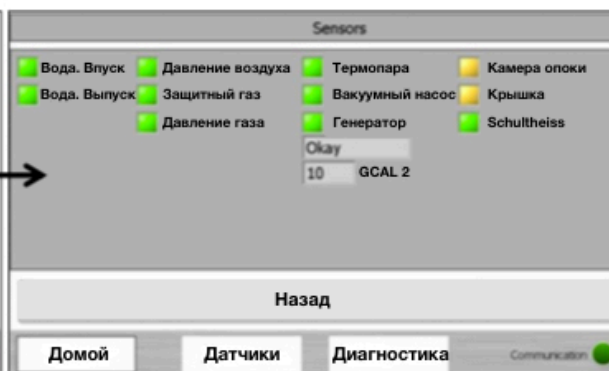 Sensors
Вода. Впуск Давление воздуха Термопара Камера опоки
Вода. Выпуск Защитный газ Вакуумный насос Крышка
Давление газа Генератор Schultheiss
Okay
10 GCAL 2
Назад
Домой Датчики Диагностика Communication